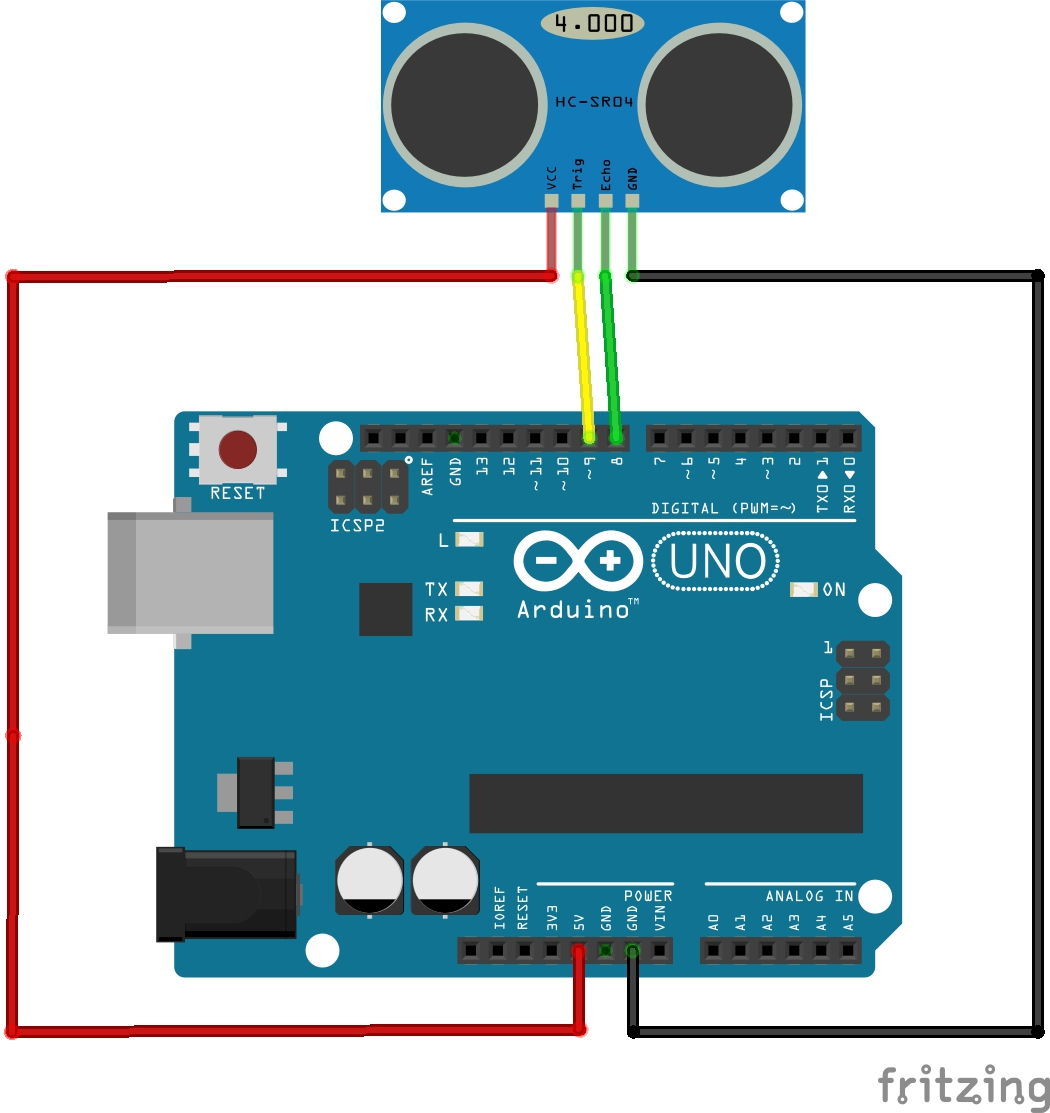 4.000
HC-SR04
VCC
Trig
Echo
GND
RESET
ICSP2
AREF
GND
13
12
~11
~10
~9
8
7
~6
~5
4
~3
2
TX0▶1
RX0◀0
DIGITAL (PWM=~)
L
TX
RX
UNO
ON
Arduino™
1
ICSP
POWER
ANALOG IN
IOREF
RESET
3V3
5V
GND
GND
VIN
A0
A1
A2
A3
A4
A5
fritzing